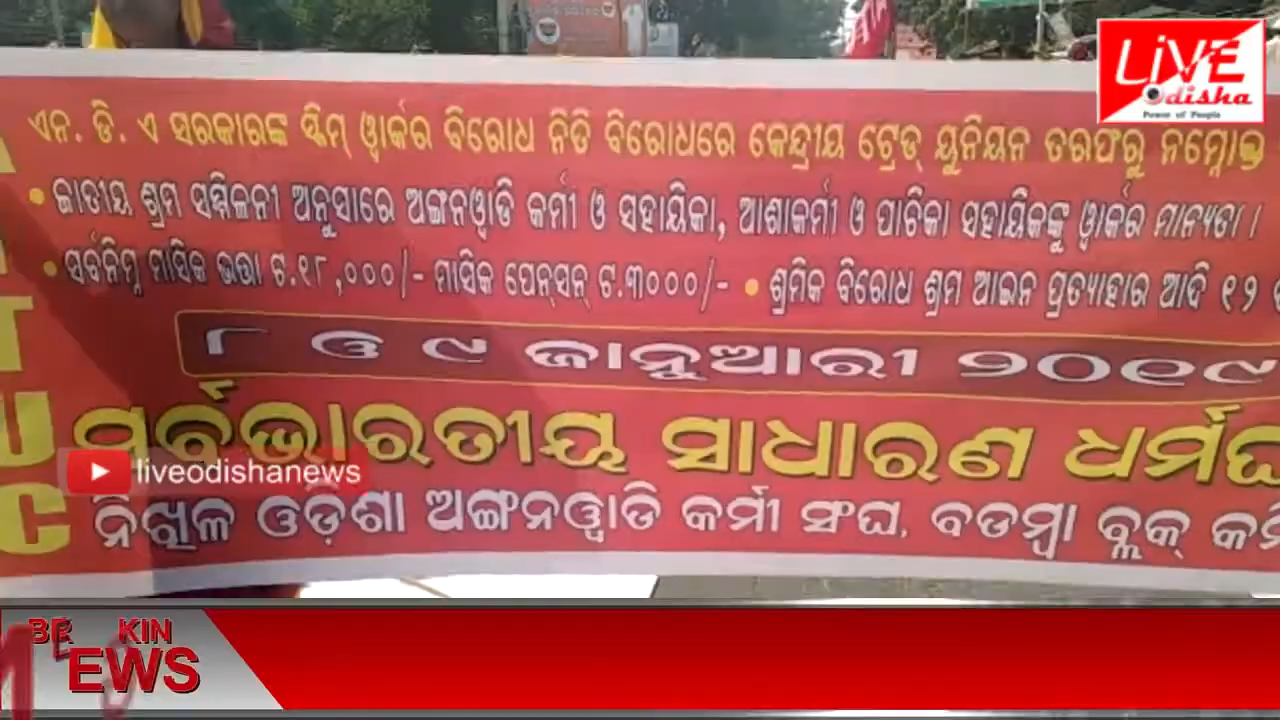 LiVE
Odisha
Power of People
ଏନ. ଡି. ଏ ସରକାରଙ୍କ ସ୍କିମ୍ ୱାର୍କର ବିରୋଧ ନିତି ବିରୋଧରେ କେନ୍ଦ୍ରୀୟ ଟ୍ରେଡ୍ ୟୁନିୟନ ତରଫରୁ ନିମ୍ନୋକ୍ତ
• ଜାତୀୟ ଶ୍ରମ ସମ୍ମିଳନୀ ଅନୁସାରେ ଅଙ୍ଗନୱାଡି କର୍ମୀ ଓ ସହାୟିକା, ଆଶାକର୍ମୀ ଓ ପାଚିକା ସହାୟିକଙ୍କୁ ୱାର୍କର ମାନ୍ୟତା ।
• ସର୍ବନିମ୍ନ ମାସିକ ଭତ୍ତା ଟ.୧୮,୦୦୦/- ମାସିକ ପେନ୍‌ସନ୍ ଟ.୩୦୦୦/- • ଶ୍ରମିକ ବିରୋଧ ଶ୍ରମ ଆଇନ ପ୍ରତ୍ୟାହାର ଆଦି ୧୨
୮ ଓ ୯ ଜାନୁଆରୀ ୨୦୧୯
ସର୍ବଭାରତୀୟ ସାଧାରଣ ଧର୍ମଘ
liveodishanews
ନିଖିଳ ଓଡ଼ିଶା ଅଙ୍ଗନୱାଡି କର୍ମୀ ସଂଘ, ବଡମ୍ବା ବ୍ଲକ୍ କମି
T
U
C
BR KIN
EWS